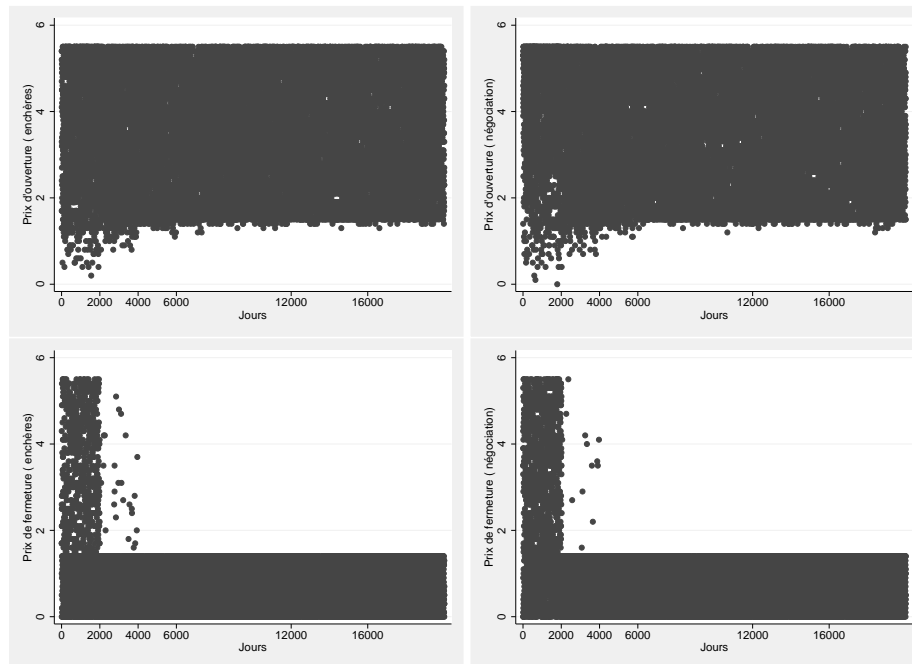 Prix d'ouverture ( enchères)
6
4
2
0
0 2000 4000 6000 12000 16000
Jours
Prix d'ouverture ( négociation)
6
4
2
0
0 2000 4000 6000 12000 16000
Jours
Prix de fermeture ( enchères)
6
4
2
0
0 2000 4000 6000 12000 16000
Jours
Prix de fermeture ( négociation)
6
4
2
0
0 2000 4000 6000 12000 16000
Jours